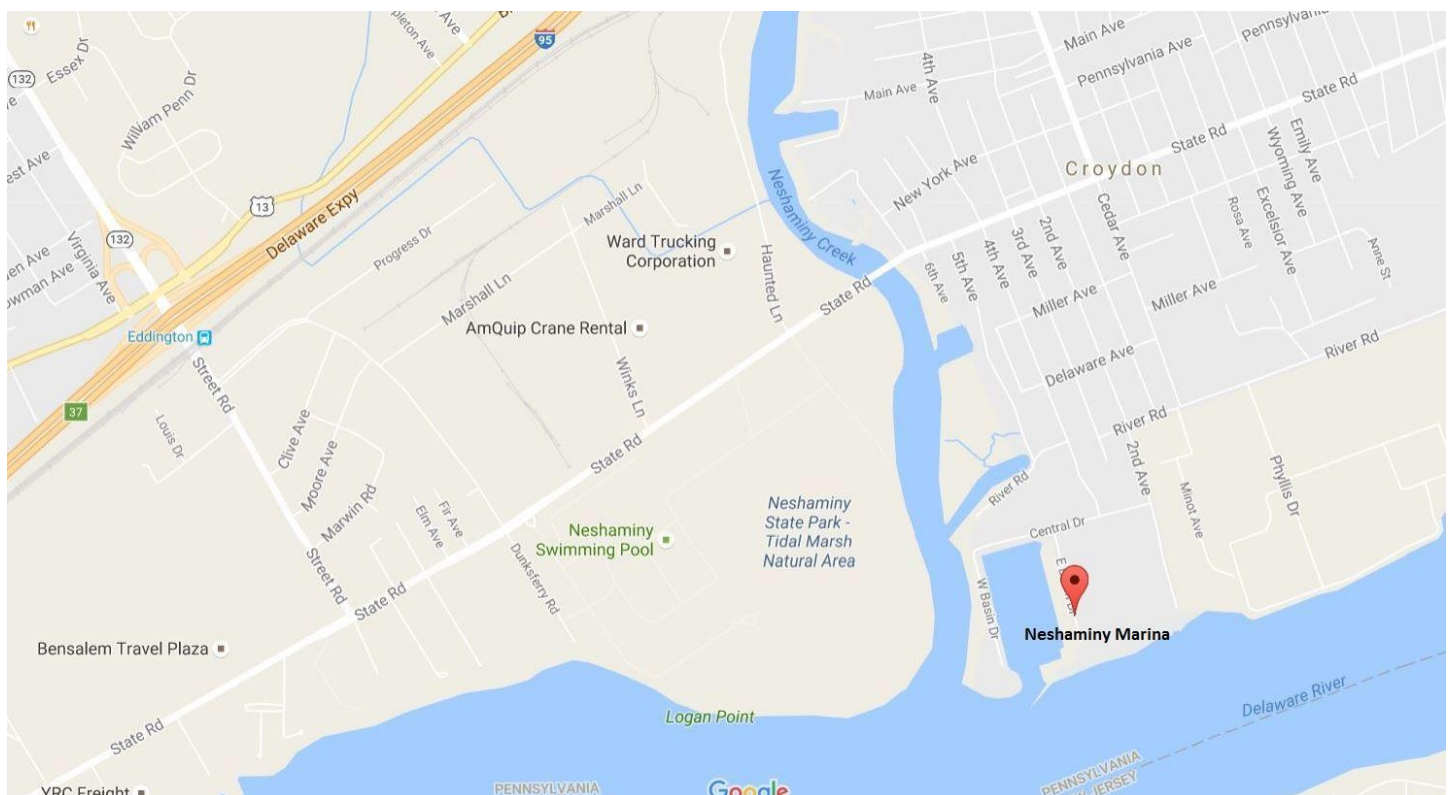 95
132
Essex Dr
Main Ave
4th Ave
Pennsylvania Ave
State Rd
Main Ave
Emily Ave
Wyoming Ave
Croydon
Neshaminy Creek
New York Ave
Excelsior Ave
Rosa Ave
Cedar Ave
13
Delaware Expy
Marshall Ln
132
Virginia Ave
Progress Dr
Ward Trucking
Corporation
Haunted Ln
6th Ave
5th Ave
4th Ave
3rd Ave
2nd Ave
Anne St
State Rd
Miller Ave
Miller Ave
Marshall Ln
AmQuip Crane Rental
Eddington
Street Rd
Winks Ln
Delaware Ave
River Rd
37
Louis Dr
Clive Ave
Moore Ave
Marwin Rd
State Rd
River Rd
2nd Ave
Phyllis Dr
Minot Ave
River Rd
Fir Ave
Elm Ave
Neshaminy
State Park -
Tidal Marsh
Natural Area
Neshaminy
Swimming Pool
Dunksferry Rd
Central Dr
Street Rd
State Rd
W Basin Dr
Neshaminy Marina
Bensalem Travel Plaza
Delaware River
Logan Point
State Rd
YRC Freight
PENNSYLVANIA
Google
PENNSYLVANIA